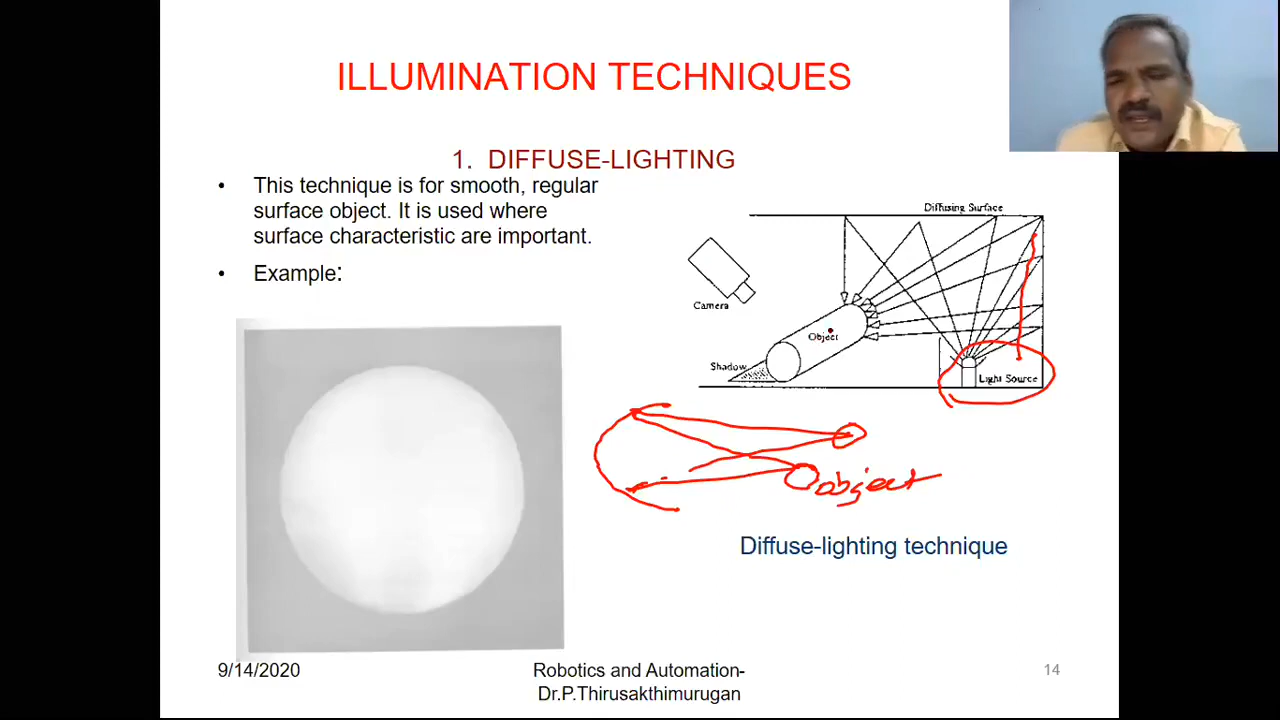 ILLUMINATION TECHNIQUES
1. DIFFUSE-LIGHTING
• This technique is for smooth, regular
surface object. It is used where
surface characteristic are important.
• Example:
Diffusing Surface
Camera
Object
Shadow
Light Source
object
Diffuse-lighting technique
9/14/2020
Robotics and Automation-
Dr.P.Thirusakthimurugan
14